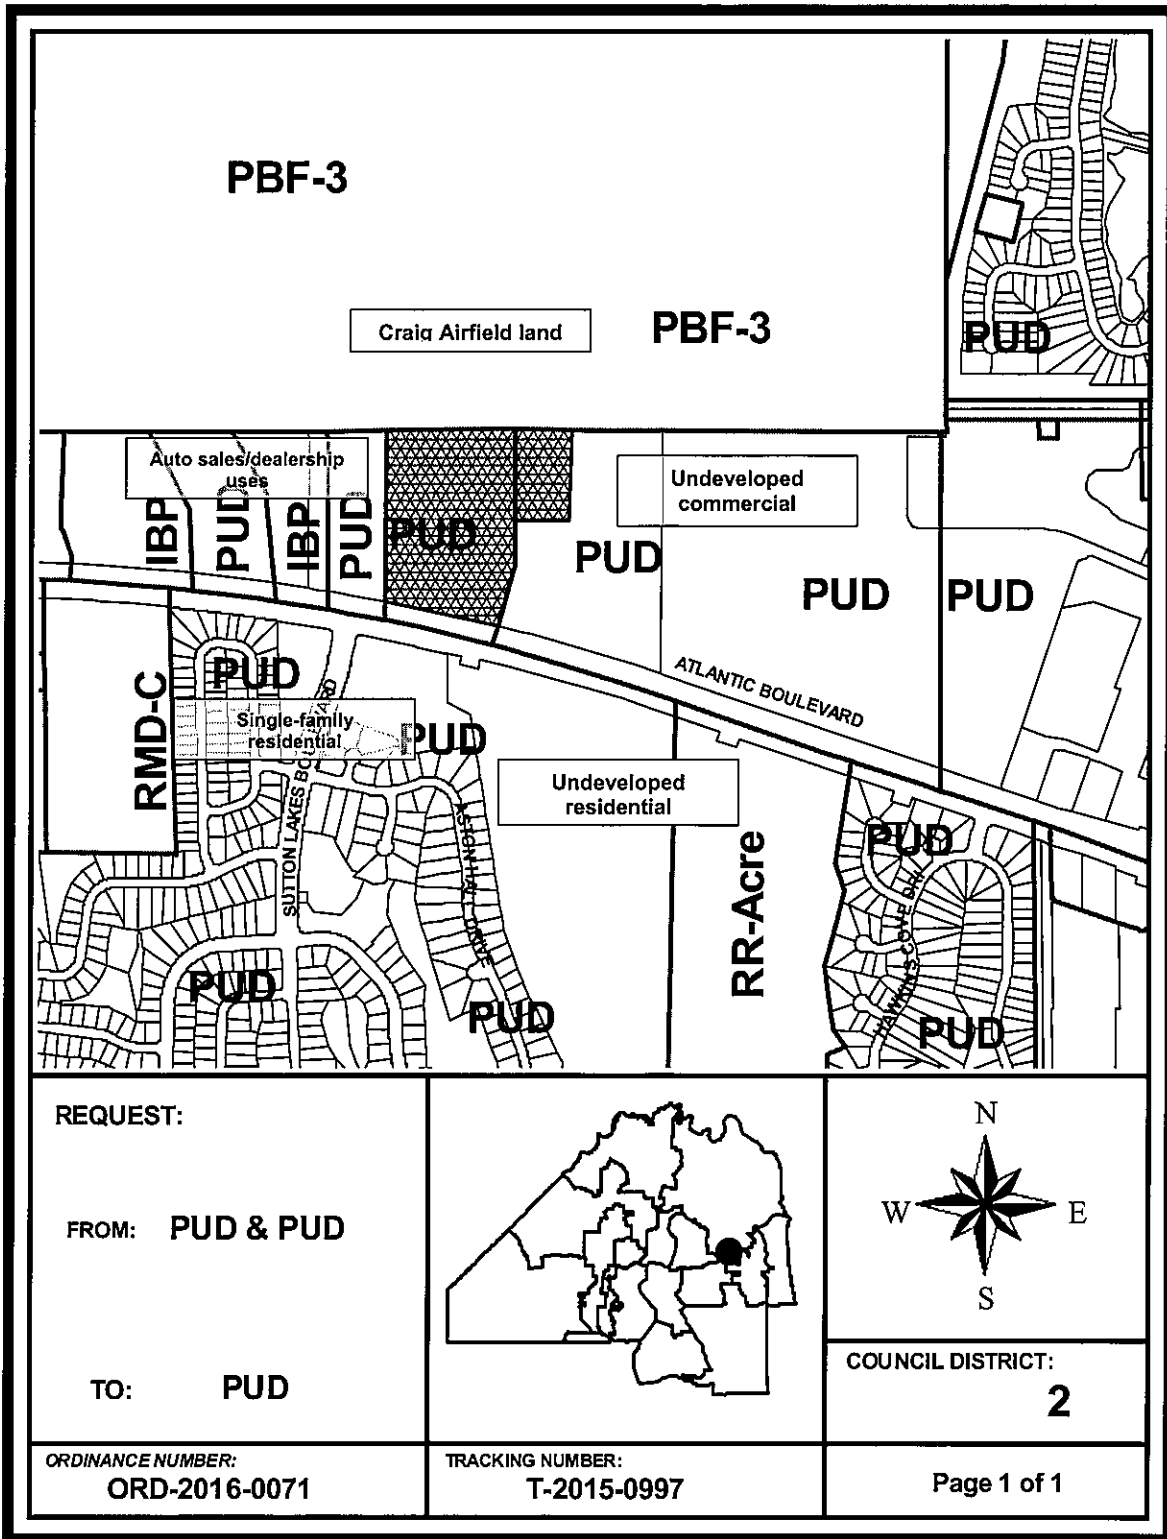 PBF-3
Craig Airfield land
PBF-3
PUD
Auto sales/dealership
uses
IBP
PUD
IBP
PUD
PUD
Undeveloped
commercial
PUD
PUD
PUD
ATLANTIC BOULEVARD
RMD-C
PUD
Single-family
residential
PUD
SUTTON LAKES BOULEVARD
Undeveloped
residential
RR-Acre
PUD
HAWKINS COVE DRI
PUD
PUD
PUD
REQUEST:
FROM: PUD & PUD
TO: PUD
N
W
E
S
COUNCIL DISTRICT:
2
ORDINANCE NUMBER:
ORD-2016-0071
TRACKING NUMBER:
T-2015-0997
Page 1 of 1